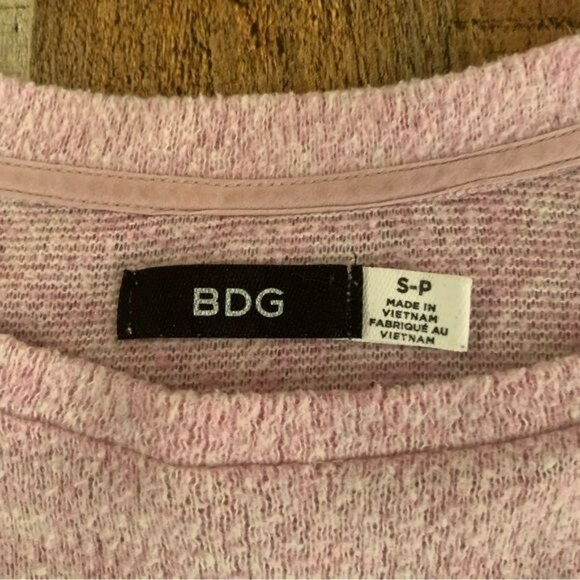 BDG
S-P
MADE IN
VIETNAM
FABRIQUÉ AU
VIETNAM